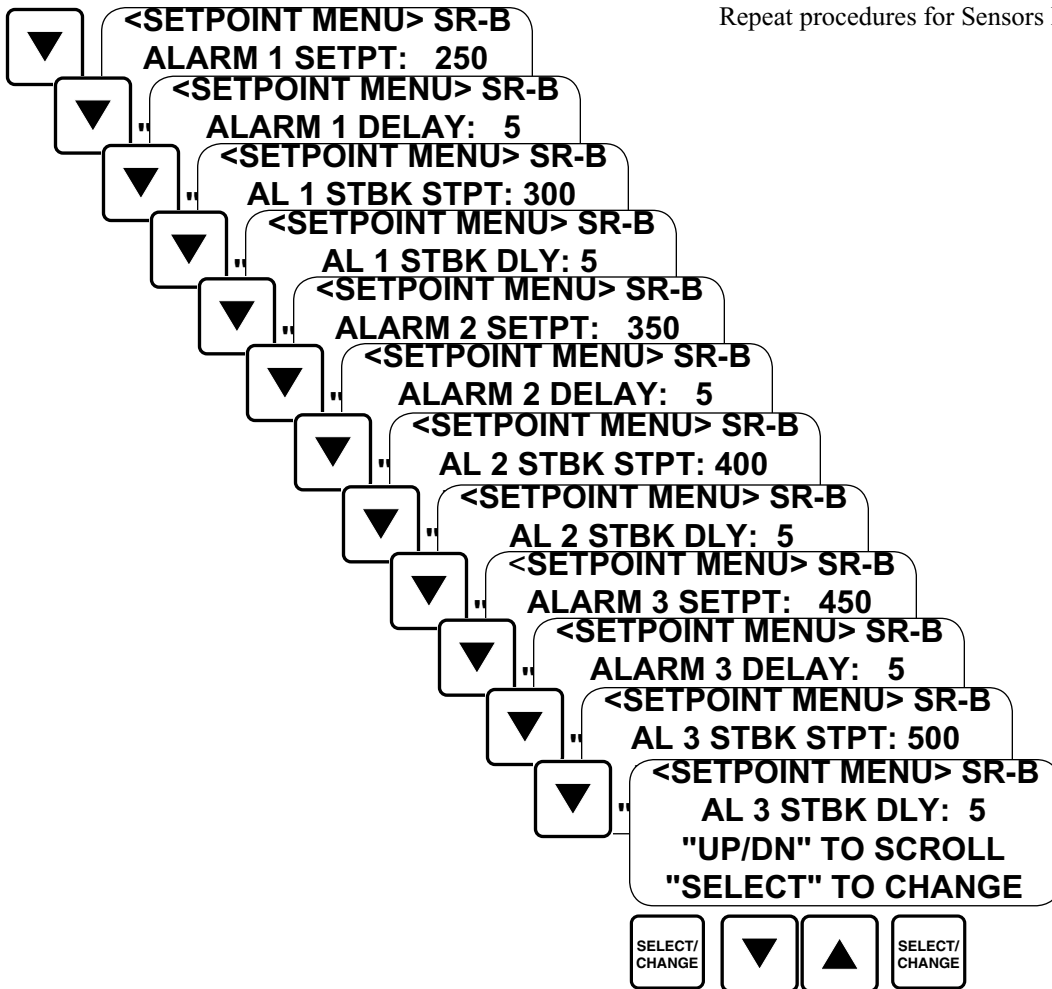 Repeat procedures for Sensors
<SETPOINT MENU> SR-B
ALARM 1 SETPT: 250
<SETPOINT MENU> SR-B
" ALARM 1 DELAY: 5
<SETPOINT MENU> SR-B
" AL 1 STBK STPT: 300
<SETPOINT MENU> SR-B
" AL 1 STBK DLY: 5
<SETPOINT MENU> SR-B
" ALARM 2 SETPT: 350
<SETPOINT MENU> SR-B
" ALARM 2 DELAY: 5
<SETPOINT MENU> SR-B
" AL 2 STBK STPT: 400
<SETPOINT MENU> SR-B
" AL 2 STBK DLY: 5
<SETPOINT MENU> SR-B
" ALARM 3 SETPT: 450
<SETPOINT MENU> SR-B
" ALARM 3 DELAY: 5
<SETPOINT MENU> SR-B
" AL 3 STBK STPT: 500
<SETPOINT MENU> SR-B
" AL 3 STBK DLY: 5
"UP/DN" TO SCROLL
"SELECT" TO CHANGE
SELECT/
CHANGE
SELECT/
CHANGE